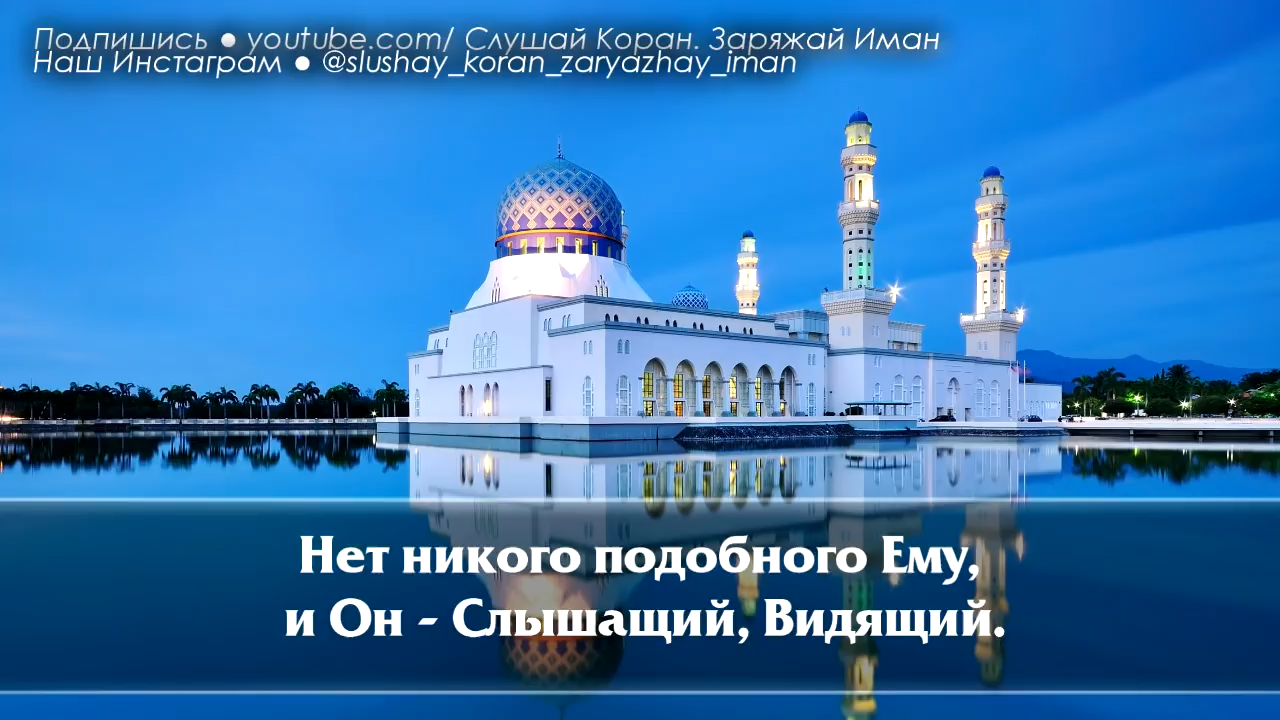 Подпишись ● youtube.com/ Слушай Коран. Заряжай Иман
Наш Инстаграм ● @slushay_koran_zaryazhay_iman
Нет никого подобного Ему,
и Он - Слышащий, Видящий.